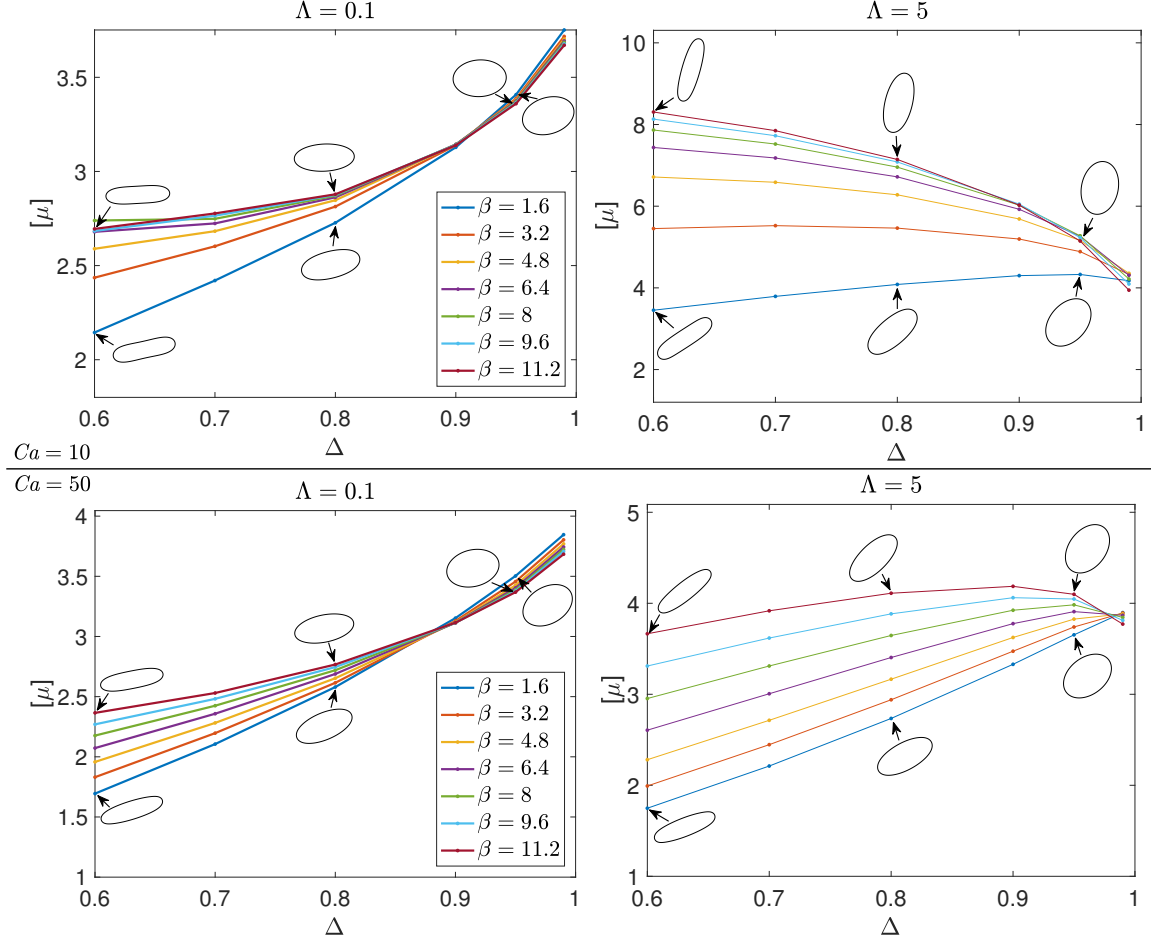 Λ = 0.1
3.5
3
2.5
2
[μ]
0.6 0.7 0.8 0.9 1
Δ
β = 1.6
β = 3.2
β = 4.8
β = 6.4
β = 8
β = 9.6
β = 11.2
Λ = 5
10
8
6
4
2
[μ]
0.6 0.7 0.8 0.9 1
Δ
Ca = 10
Ca = 50
Λ = 0.1
4
3.5
3
2.5
2
1.5
1
[μ]
0.6 0.7 0.8 0.9 1
Δ
β = 1.6
β = 3.2
β = 4.8
β = 6.4
β = 8
β = 9.6
β = 11.2
Λ = 5
5
4
3
2
1
[μ]
0.6 0.7 0.8 0.9 1
Δ